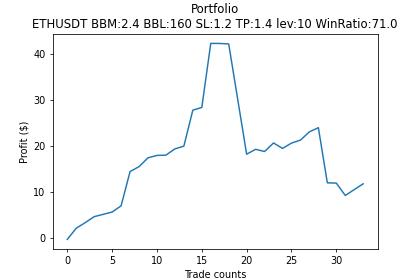 Portfolio
ETHUSDT BBM:2.4 BBL:160 SL:1.2 TP:1.4 lev:10 WinRatio:71.0
Profit ($)
40
30
20
10
0
0 5 10 15 20 25 30
Trade counts